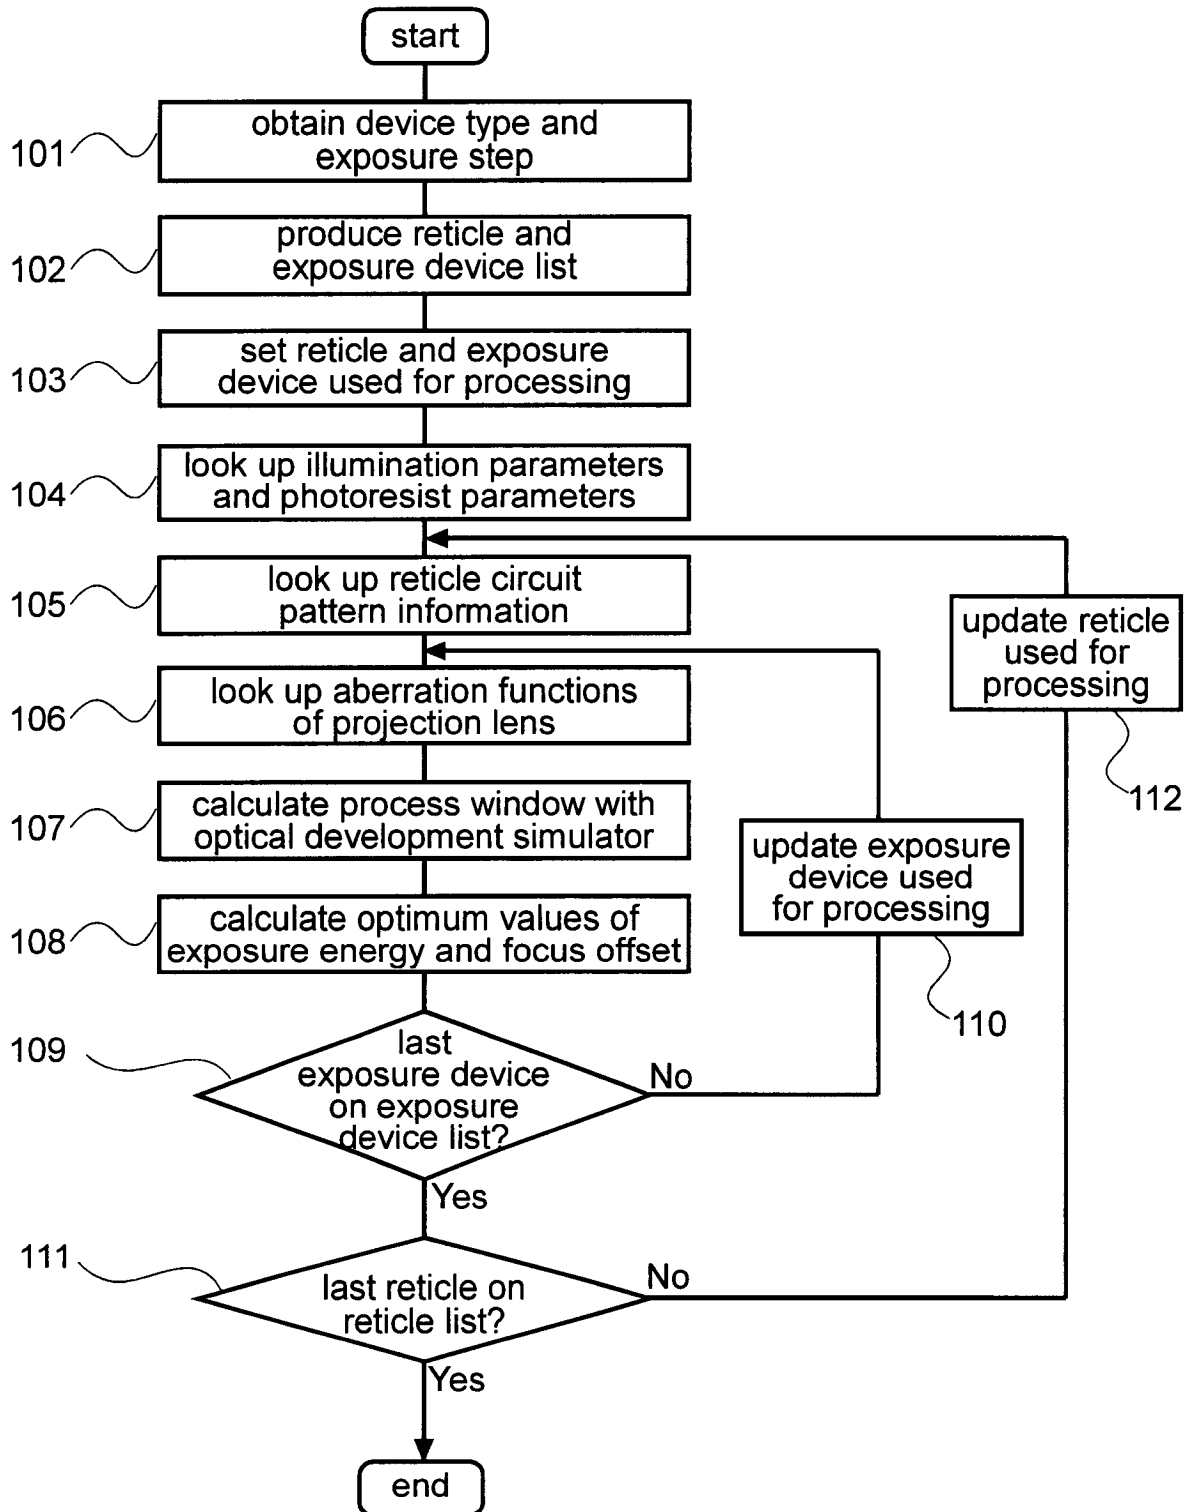 start
101
obtain device type and
exposure step
102
produce reticle and
exposure device list
103
set reticle and exposure
device used for processing
104
look up illumination parameters
and photoresist parameters
105
look up reticle circuit
pattern information
update reticle
used for
processing
112
106
look up aberration functions
of projection lens
107
calculate process window with
optical development simulator
update exposure
device used
for processing
110
108
calculate optimum values of
exposure energy and focus offset
109
last
exposure device
on exposure
device list?
No
Yes
111
last reticle on
reticle list?
No
Yes
end